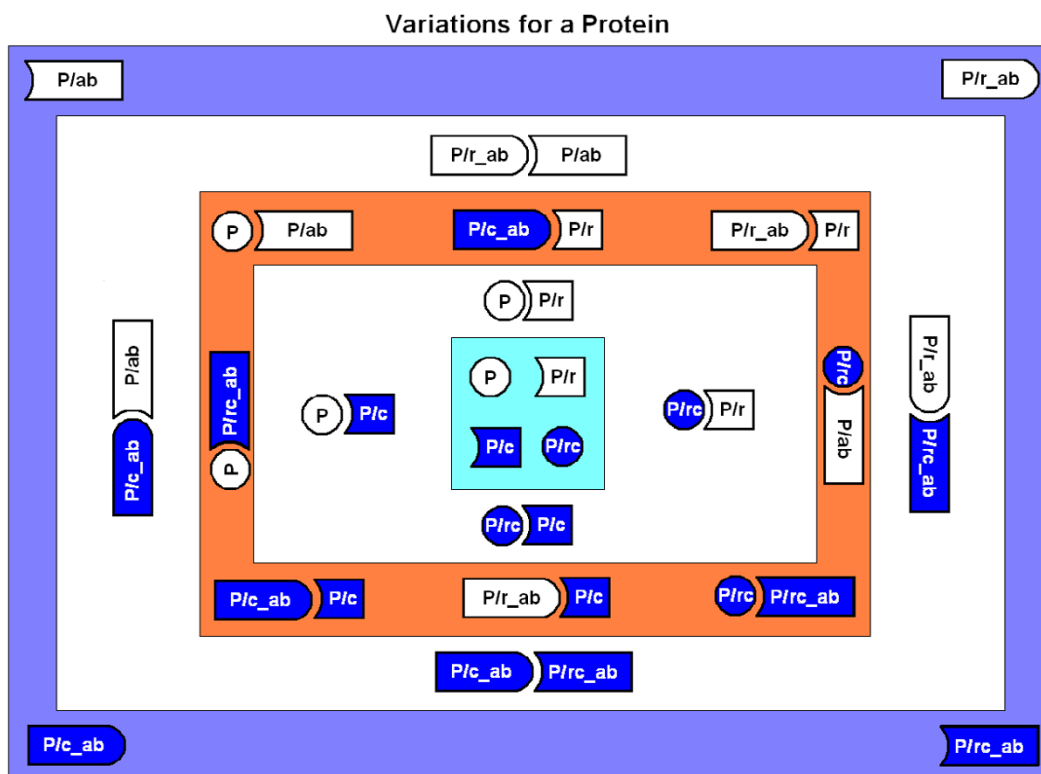 Variations for a Protein
P/ab
P/r_ab
P/r_ab P/ab
P P/ab
P/c_ab P/r
P/r_ab P/r
P P/r
P/ab
P/c_ab
P/rc_ab
P
P P/c
P P/r
P/c P/rc
P/rc P/r
P/rc
P/ab
P/r_ab
P/rc_ab
P/rc P/c
P/c_ab P/c
P/r_ab P/c
P/rc P/rc_ab
P/c_ab P/rc_ab
P/c_ab
P/rc_ab